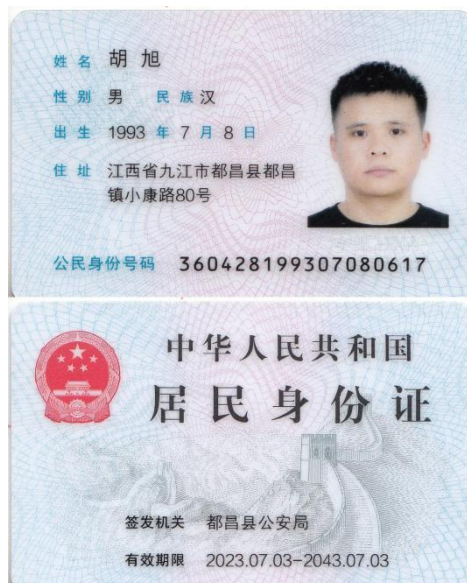 姓名 胡旭
性别 男 民族 汉
出生 1993 年 7 月 8 日
住址 江西省九江市都昌县都昌
镇小康路80号
公民身份号码 360428199307080617
中华人民共和国
居民身份证
签发机关 都昌县公安局
有效期限 2023.07.03-2043.07.03